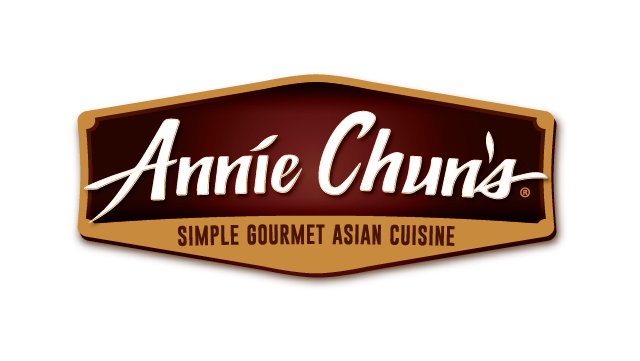 Annie Chun's®
SIMPLE GOURMET ASIAN CUISINE